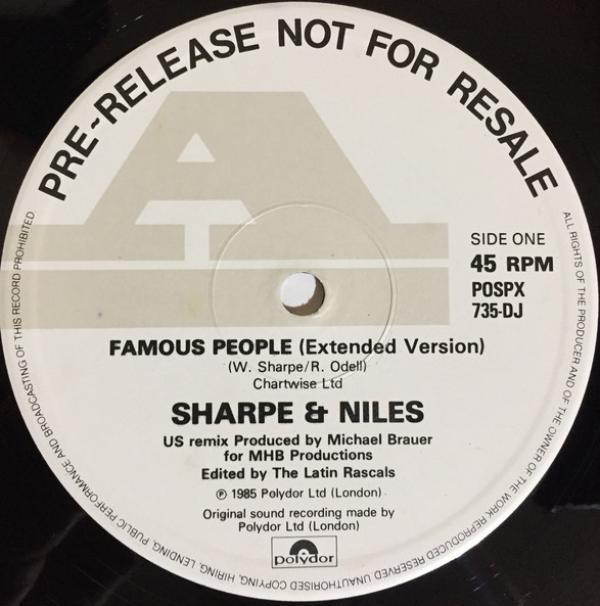 PRE-RELEASE NOT FOR RESALE
A
SIDE ONE
45 RPM
POSPX
735-DJ
FAMOUS PEOPLE (Extended Version)
(W. Sharpe/R. Odell)
Chartwise Ltd
SHARPE & NILES
US remix Produced by Michael Brauer
for MHB Productions
Edited by The Latin Rascals
℗ 1985 Polydor Ltd (London)
Original sound recording made by
Polydor Ltd (London)
polydor
ALL RIGHTS OF THE PRODUCER AND OF THE OWNER OF THE WORK REPRODUCED RESERVED UNAUTHORISED COPYING, HIRING, LENDING, PUBLIC PERFORMANCE AND BROADCASTING OF THIS RECORD PROHIBITED